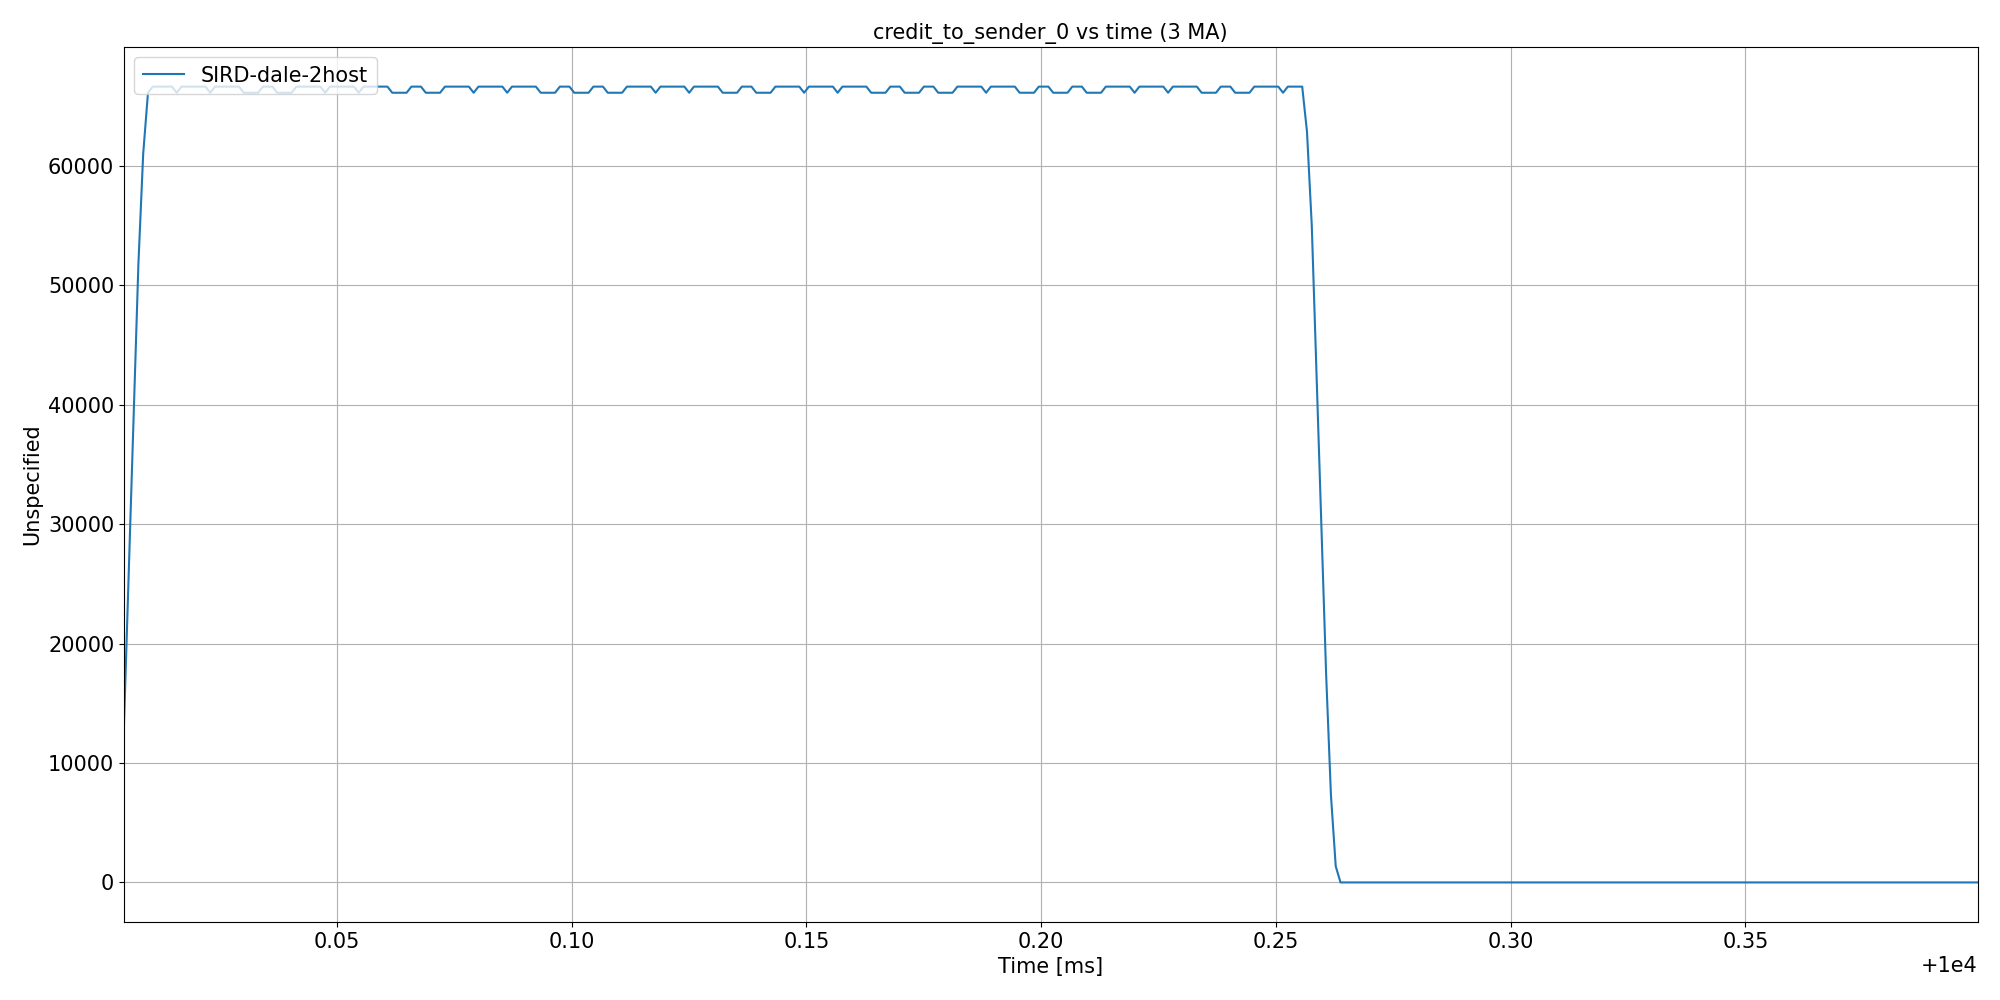 credit_to_sender_0 vs time (3 MA)
SIRD-dale-2host
60000
50000
40000
30000
20000
10000
0
Unspecified
0.05 0.10 0.15 0.20 0.25 0.30 0.35
Time [ms]
+1e4